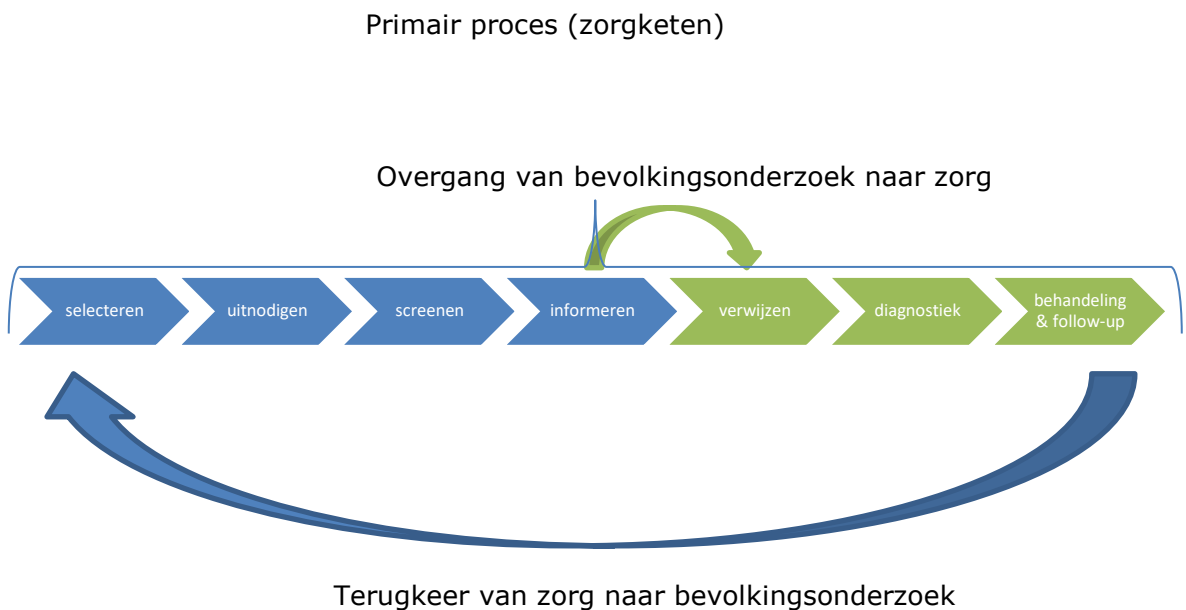 Primair proces (zorgketen)
Overgang van bevolkingsonderzoek naar zorg
selecteren
uitnodigen
screenen
informeren
verwijzen
diagnostiek
behandeling
& follow-up
Terugkeer van zorg naar bevolkingsonderzoek